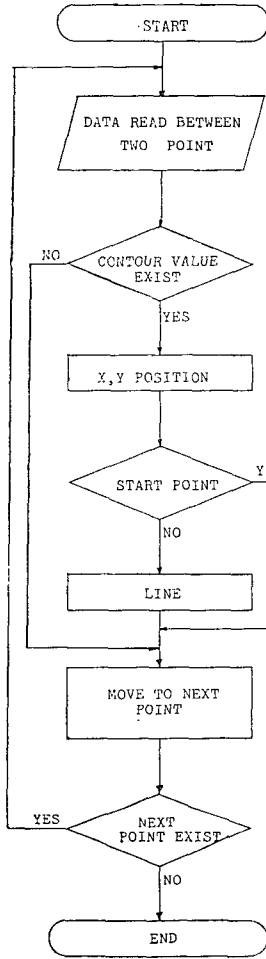 START
DATA READ BETWEEN
TWO POINT
NO
CONTOUR VALUE
EXIST
YES
X,Y POSITION
START POINT
Y
NO
LINE
MOVE TO NEXT
POINT
YES
NEXT
POINT EXIST
NO
END